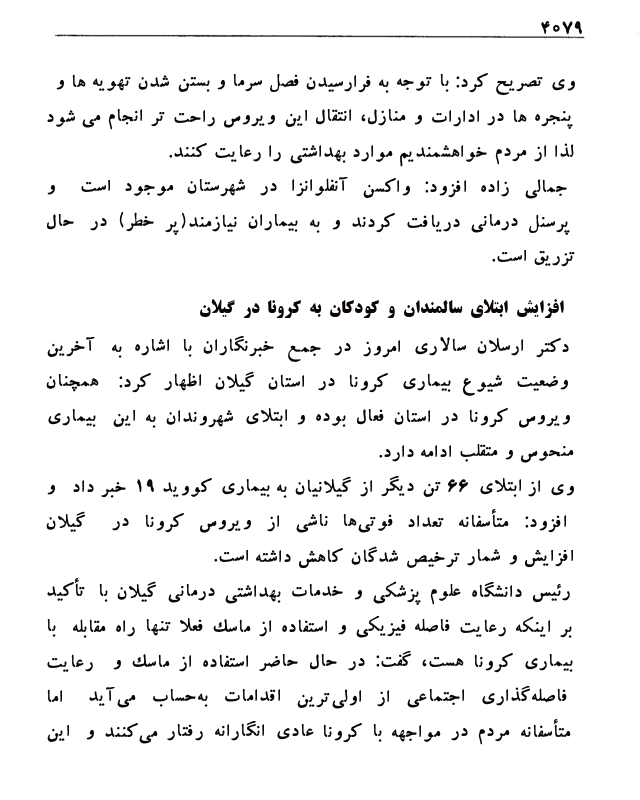 ۴۰۷۹
وی تصریح کرد: با توجه به فرارسیدن فصل سرما و بستن شدن تهویه ها و
پنجره ها در ادارات و منازل، انتقال این ویروس راحت تر انجام می شود
لذا از مردم خواهشمندیم موارد بهداشتی را رعایت کنند.
جمالی زاده افزود: واکسن آنفلوانزا در شهرستان موجود است و
پرسنل درمانی دریافت کردند و به بیماران نیازمند(پر خطر) در حال
تزریق است.
افزایش ابتلای سالمندان و کودکان به کرونا در گیلان
دکتر ارسلان سالاری امروز در جمع خبرنگاران با اشاره به آخرین
وضعیت شیوع بیماری کرونا در استان گیلان اظهار کرد: همچنان
ویروس کرونا در استان فعال بوده و ابتلای شهروندان به این بیماری
منحوس و متقلب ادامه دارد.
وی از ابتلای ۶۶ تن دیگر از گیلانیان به بیماری کووید ۱۹ خبر داد و
افزود: متأسفانه تعداد فوتی‌ها ناشی از ویروس کرونا در گیلان
افزایش و شمار ترخیص شدگان کاهش داشته است.
رئیس دانشگاه علوم پزشکی و خدمات بهداشتی درمانی گیلان با تأکید
بر اینکه رعایت فاصله فیزیکی و استفاده از ماسك فعلا تنها راه مقابله با
بیماری کرونا هست، گفت: در حال حاضر استفاده از ماسك و رعایت
فاصله‌گذاری اجتماعی از اولی‌ترین اقدامات به‌حساب می‌آید اما
متأسفانه مردم در مواجهه با کرونا عادی انگارانه رفتار می‌کنند و این